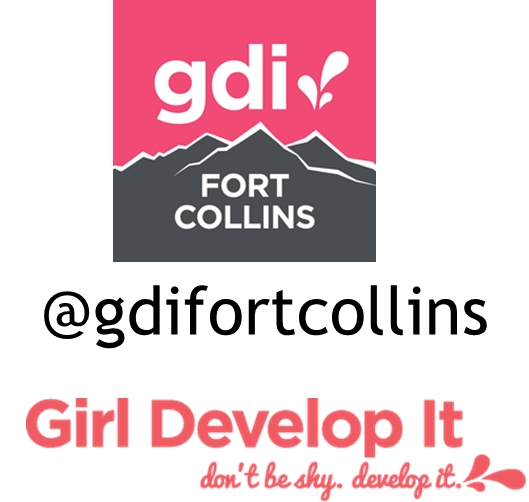 gdi
FORT
COLLINS
@gdifortcollins
Girl Develop It
don't be shy. develop it.